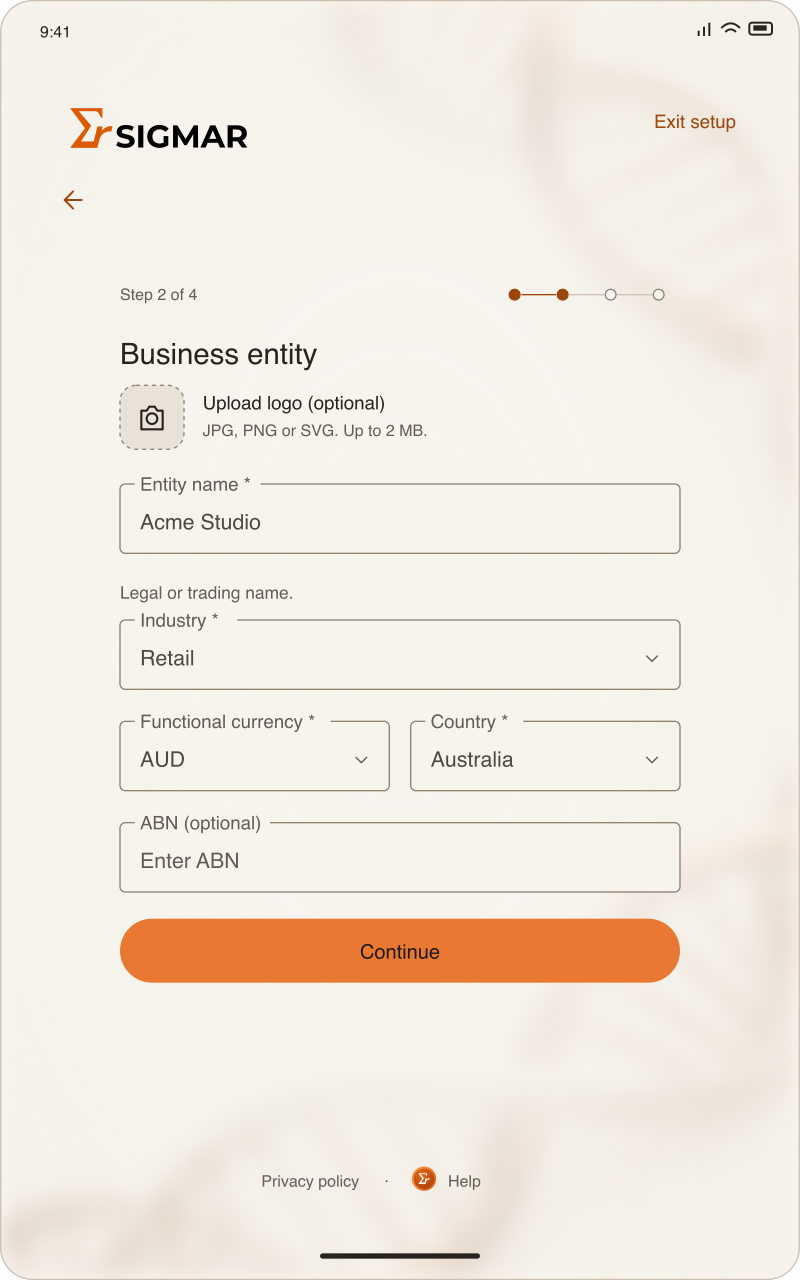 9:41
SIGMAR
Exit setup
Step 2 of 4
Business entity
Upload logo (optional)
JPG, PNG or SVG. Up to 2 MB.
Entity name *
Acme Studio
Legal or trading name.
Industry *
Retail
Functional currency * Country *
AUD Australia
ABN (optional)
Enter ABN
Continue
Privacy policy · Help